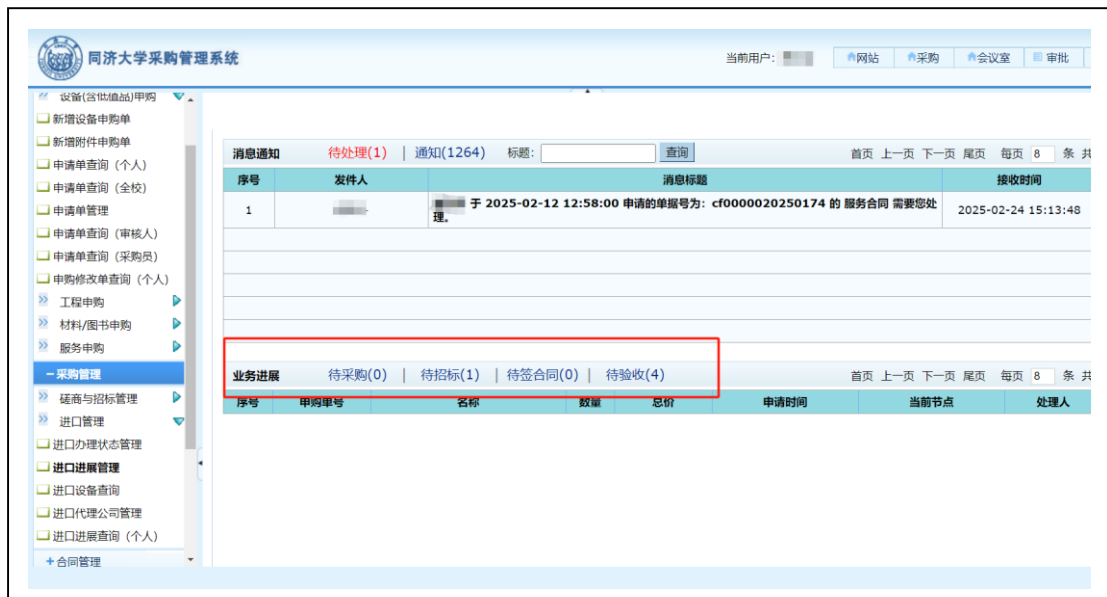 同济大学采购管理系统
当前用户：
网站 采购 会议室 审批
设备(含低值品)申购
新增设备申购单
新增附件申购单
申请单查询（个人）
申请单查询（全校）
申请单管理
申请单查询（审核人）
申请单查询（采购员）
申购修改单查询（个人）
工程申购
材料/图书申购
服务申购
－采购管理
磋商与招标管理
进口管理
进口办理状态管理
进口进展管理
进口设备查询
进口代理公司管理
进口进展查询（个人）
+合同管理
消息通知 待处理(1) | 通知(1264) 标题: 查询 首页 上一页 下一页 尾页 每页 8 条 共
序号 发件人 消息标题 接收时间
1 于 2025-02-12 12:58:00 申请的单据号为：cf0000020250174 的 服务合同 需要您处
理。 2025-02-24 15:13:48
业务进展 待采购(0) | 待招标(1) | 待签合同(0) | 待验收(4) 首页 上一页 下一页 尾页 每页 8 条 共
序号 申购单号 名称 数量 总价 申请时间 当前节点 处理人